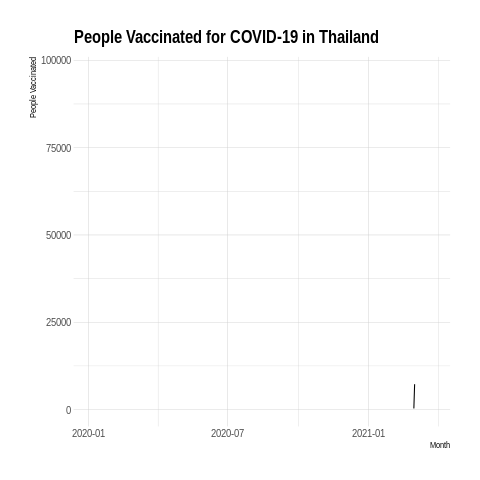 People Vaccinated for COVID-19 in Thailand
People Vaccinated
100000
75000
50000
25000
0
2020-01
2020-07
2021-01
Month